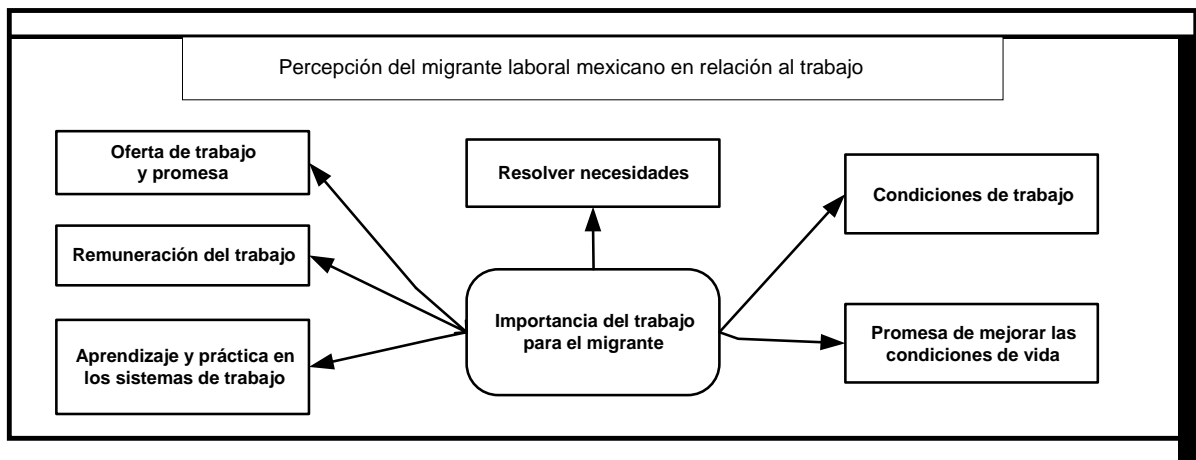 Percepción del migrante laboral mexicano en relación al trabajo
Oferta de trabajo
y promesa
Remuneración del trabajo
Aprendizaje y práctica en
los sistemas de trabajo
Resolver necesidades
Importancia del trabajo
para el migrante
Condiciones de trabajo
Promesa de mejorar las
condiciones de vida